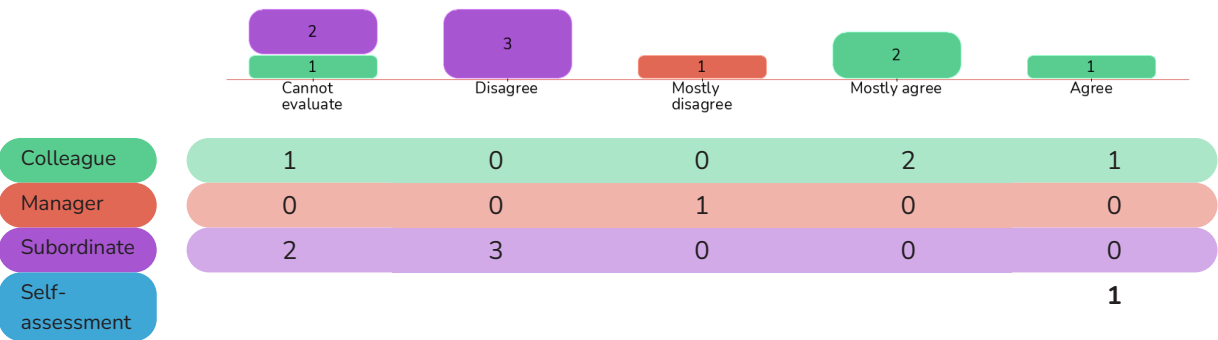 2
3
1
1
2
1
Cannot
evaluate
Disagree
Mostly
disagree
Mostly agree
Agree
Colleague 1 0 0 2 1
Manager 0 0 1 0 0
Subordinate 2 3 0 0 0
Self-
assessment
1